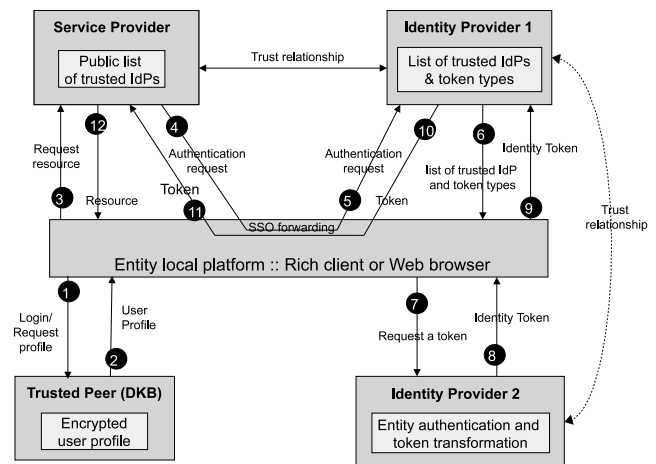 Service Provider
Public list
of trusted IdPs
Identity Provider 1
List of trusted IdPs
& token types
Trust relationship
12
4
10
6
Request
resource
Authentication
request
Authentication
request
Identity Token
list of trusted IdP
and token types
3
Resource
Token
11
5
Token
9
SSO forwarding
Trust
relationship
Entity local platform :: Rich client or Web browser
1
Login/
Request
profile
User
Profile
2
7
Request a token
Identity Token
8
Trusted Peer (DKB)
Encrypted
user profile
Identity Provider 2
Entity authentication and
token transformation